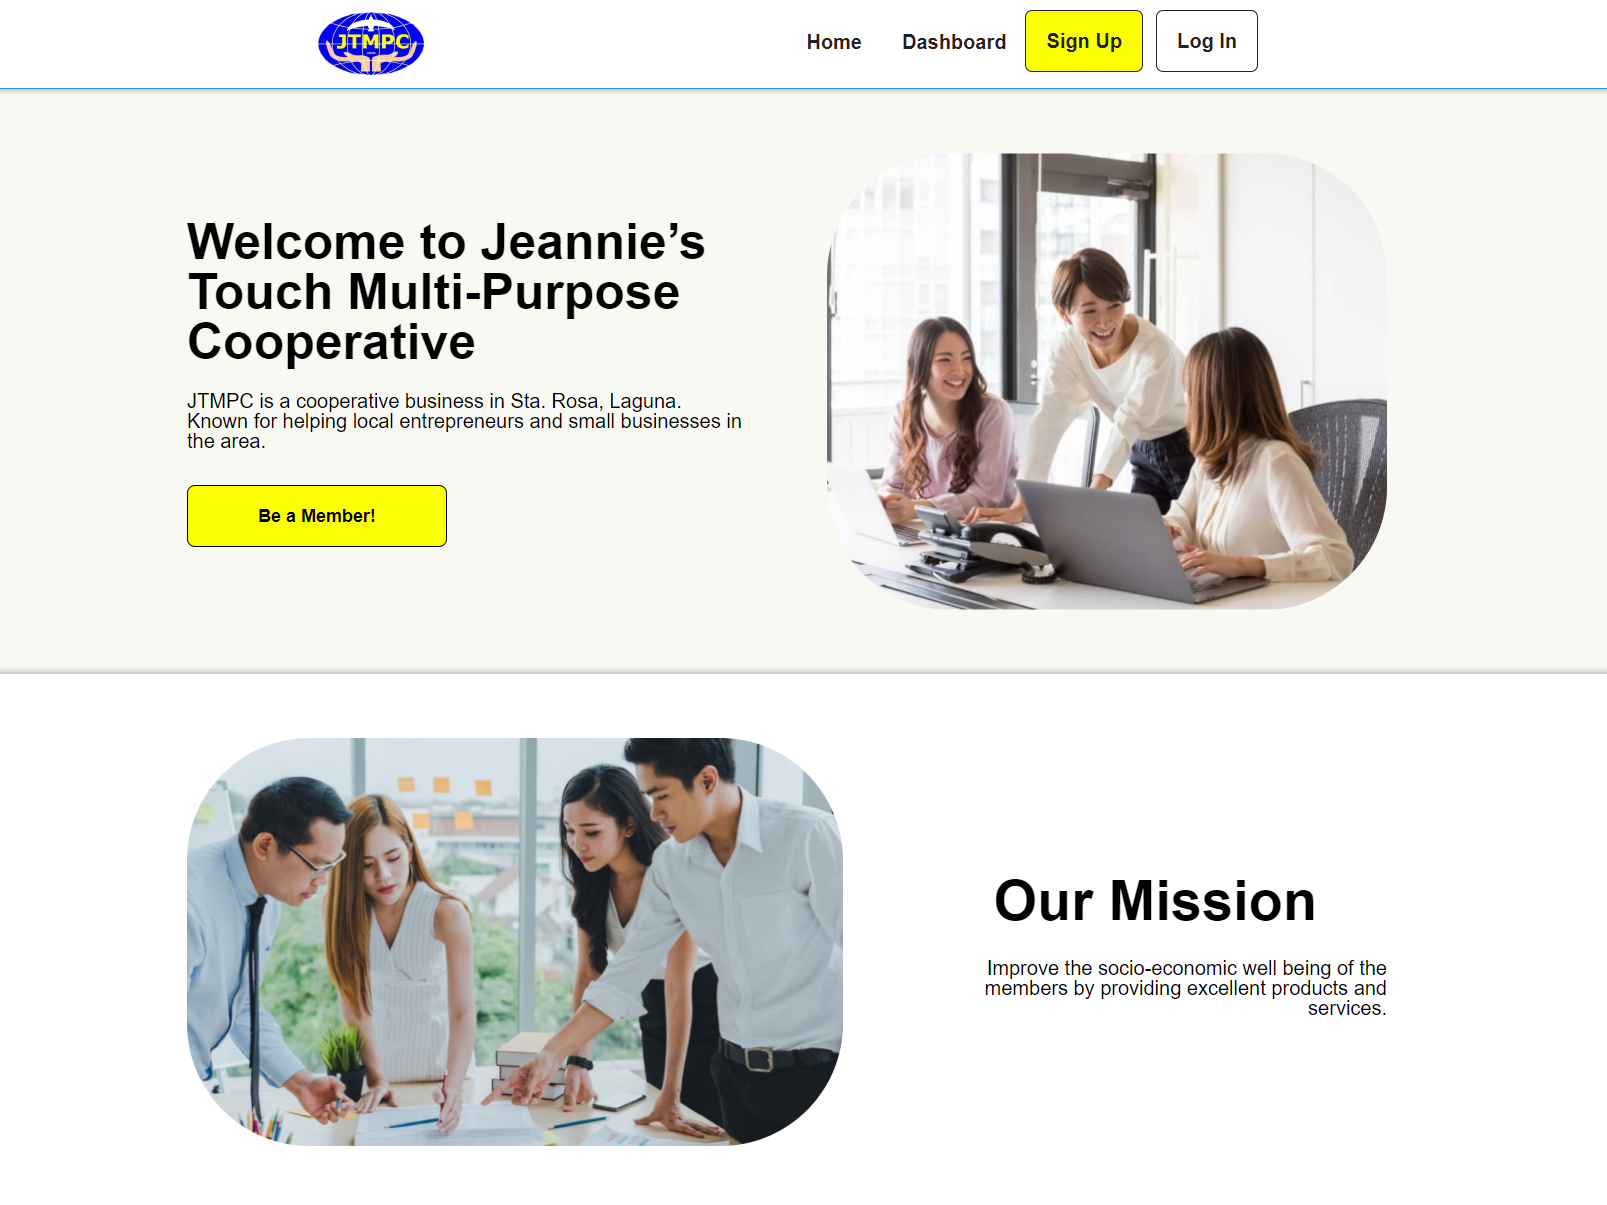 JTMPC
Home
Dashboard
Sign Up
Log In
Welcome to Jeannie’s
Touch Multi-Purpose
Cooperative
JTMPC is a cooperative business in Sta. Rosa, Laguna.
Known for helping local entrepreneurs and small businesses in
the area.
Be a Member!
Our Mission
Improve the socio-economic well being of the
members by providing excellent products and
services.